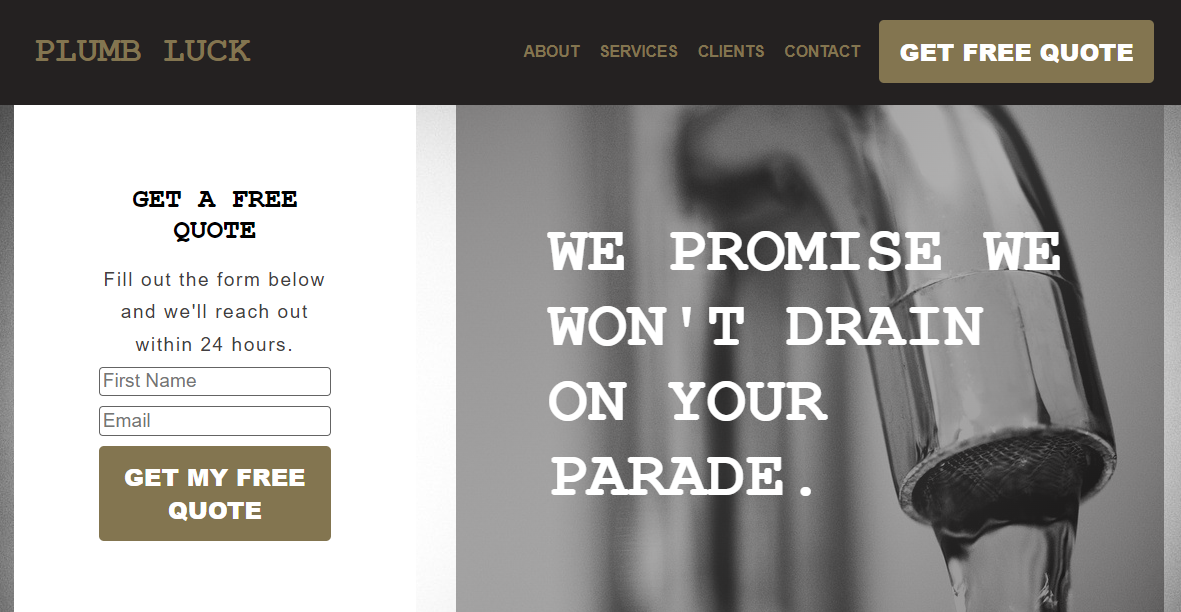 PLUMB LUCK
ABOUT SERVICES CLIENTS CONTACT GET FREE QUOTE
GET A FREE
QUOTE
Fill out the form below
and we'll reach out
within 24 hours.
First Name
Email
GET MY FREE
QUOTE
WE PROMISE WE
WON'T DRAIN
ON YOUR
PARADE.